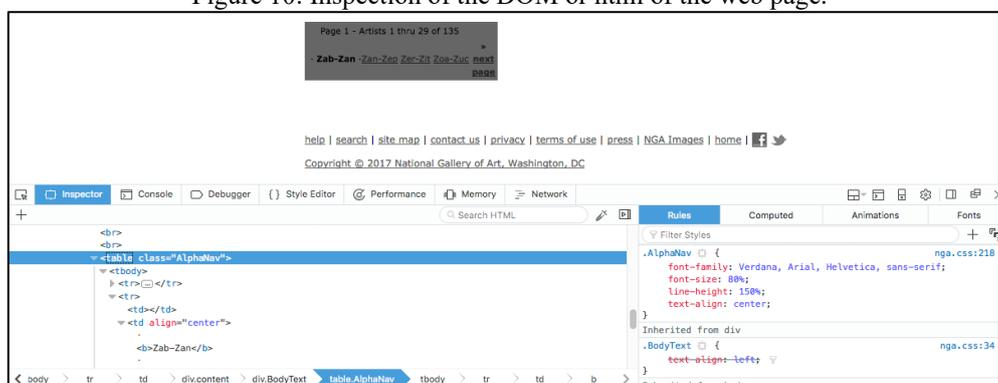 Figure 10: Inspection of the DOM or html of the web page.
Page 1 - Artists 1 thru 29 of 135
»
· Zab-Zan ·Zan-Zep Zer-Zit Zoa-Zuc next
page
help | search | site map | contact us | privacy | terms of use | press | NGA Images | home |
Copyright © 2017 National Gallery of Art, Washington, DC
Inspector Console Debugger { } Style Editor Performance Memory Network
+ Search HTML
<br>
<br>
<table class="AlphaNav">
<tbody>
<tr>…</tr>
<tr>
<td></td>
<td align="center">
·
<b>Zab-Zan</b>
·
body tr td div.content div.BodyText table.AlphaNav tbody tr td b
Rules Computed Animations Fonts
Filter Styles +
.AlphaNav { nga.css:218
font-family: Verdana, Arial, Helvetica, sans-serif;
font-size: 80%;
line-height: 150%;
text-align: center;
}
Inherited from div
.BodyText { nga.css:34
text-align: left;
}